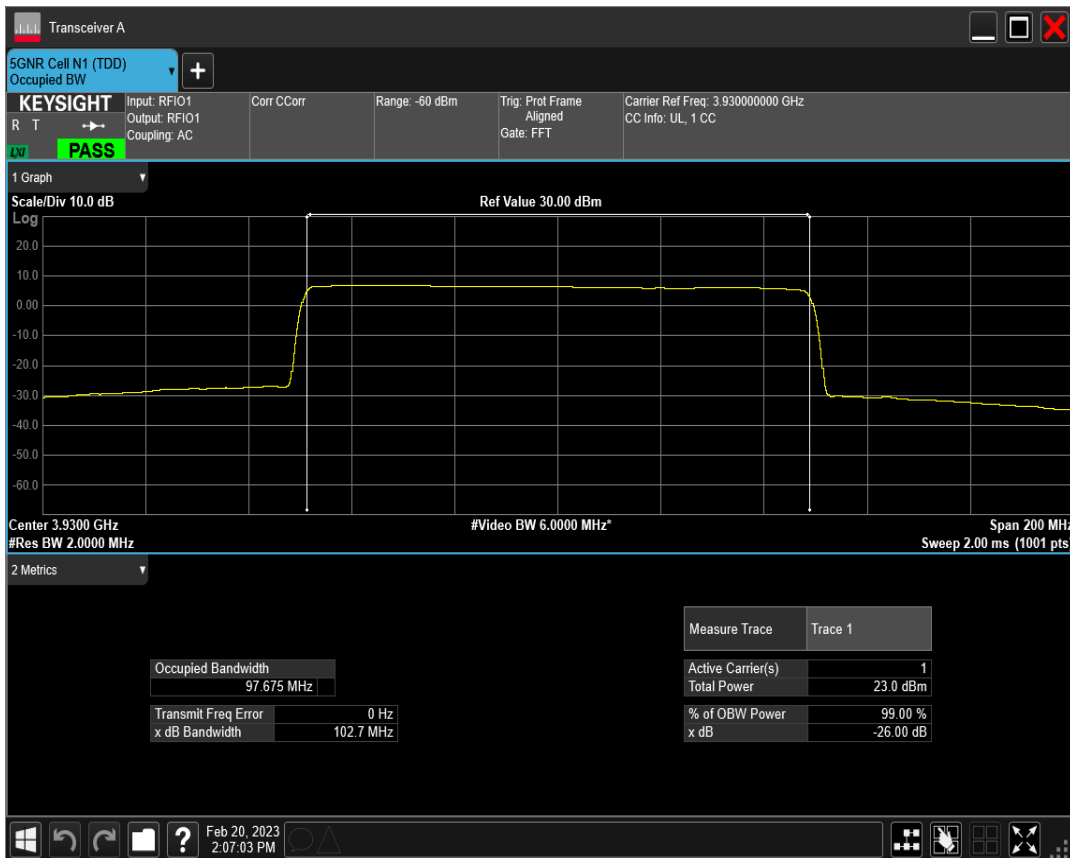 Transceiver A
5GNR Cell N1 (TDD)
Occupied BW
+
KEYSIGHT
R T
LXI
PASS
Input: RFIO1
Output: RFIO1
Coupling: AC
Corr CCorr
Range: -60 dBm
Trig: Prot Frame
Aligned
Gate: FFT
Carrier Ref Freq: 3.930000000 GHz
CC Info: UL, 1 CC
1 Graph
Scale/Div 10.0 dB
Ref Value 30.00 dBm
Log
20.0
10.0
0.00
-10.0
-20.0
-30.0
-40.0
-50.0
-60.0
Center 3.9300 GHz
#Video BW 6.0000 MHz*
Span 200 MHz
#Res BW 2.0000 MHz
Sweep 2.00 ms (1001 pts)
2 Metrics
Measure Trace Trace 1
Occupied Bandwidth
97.675 MHz
Active Carrier(s) 1
Total Power 23.0 dBm
Transmit Freq Error 0 Hz
x dB Bandwidth 102.7 MHz
% of OBW Power 99.00 %
x dB -26.00 dB
?
Feb 20, 2023
2:07:03 PM